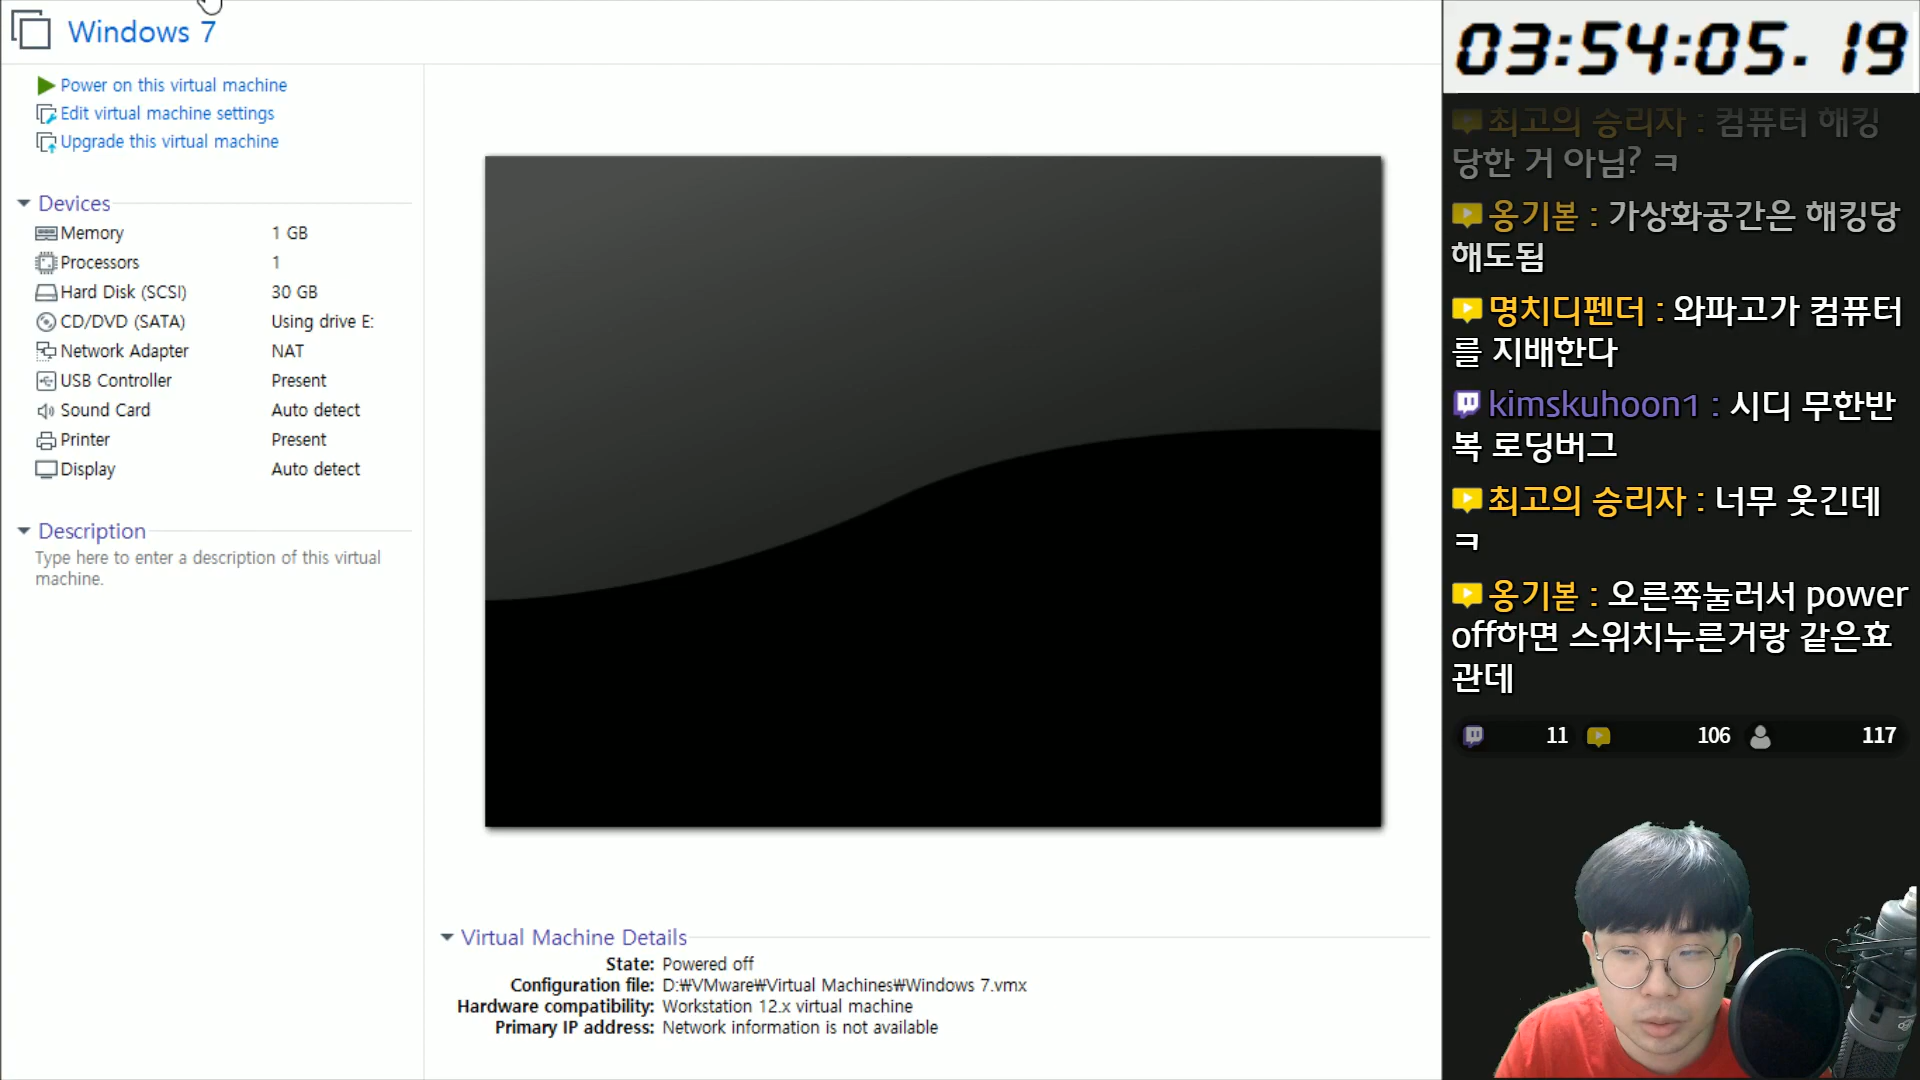 Windows 7
Power on this virtual machine
Edit virtual machine settings
Upgrade this virtual machine
Devices
Memory 1 GB
Processors 1
Hard Disk (SCSI) 30 GB
CD/DVD (SATA) Using drive E:
Network Adapter NAT
USB Controller Present
Sound Card Auto detect
Printer Present
Display Auto detect
Description
Type here to enter a description of this virtual
machine.
Virtual Machine Details
State: Powered off
Configuration file: D:₩VMware₩Virtual Machines₩Windows 7.vmx
Hardware compatibility: Workstation 12.x virtual machine
Primary IP address: Network information is not available
03:54:05.19
최고의 승리자 : 컴퓨터 해킹
당한 거 아님? ㅋ
옹기본 : 가상화공간은 해킹당
해도됨
명치디펜더 : 와파고가 컴퓨터
를 지배한다
kimskuhoon1 : 시디 무한반
복 로딩버그
최고의 승리자 : 너무 웃긴데
ㅋ
옹기본 : 오른쪽눌러서 power
off하면 스위치누른거랑 같은효
관데
11 106 117